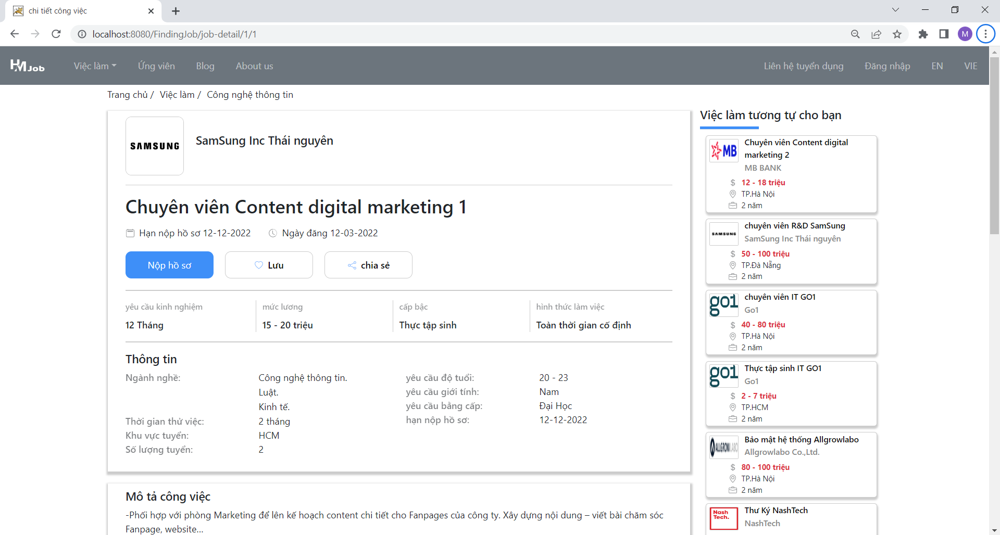 chi tiết công việc
localhost:8080/FindingJob/job-detail/1/1
M
HM Job
Việc làm
Ứng viên
Blog
About us
Liên hệ tuyển dụng
Đăng nhập
EN
VIE
Trang chủ / Việc làm / Công nghệ thông tin
SAMSUNG
SamSung Inc Thái nguyên
Chuyên viên Content digital marketing 1
Hạn nộp hồ sơ 12-12-2022
Ngày đăng 12-03-2022
Nộp hồ sơ
Lưu
chia sẻ
yêu cầu kinh nghiệm
12 Tháng
mức lương
15 - 20 triệu
cấp bậc
Thực tập sinh
hình thức làm việc
Toàn thời gian cố định
Thông tin
Ngành nghề:
Công nghệ thông tin.
Luật.
Kinh tế.
Thời gian thử việc:
2 tháng
Khu vực tuyển:
HCM
Số lượng tuyển:
2
yêu cầu độ tuổi:
20 - 23
yêu cầu giới tính:
Nam
yêu cầu bằng cấp:
Đại Học
hạn nộp hồ sơ:
12-12-2022
Mô tả công việc
-Phối hợp với phòng Marketing để lên kế hoạch content chi tiết cho Fanpages của công ty. Xây dựng nội dung – viết bài chăm sóc
Fanpage, website...
Việc làm tương tự cho bạn
MB
Chuyên viên Content digital
marketing 2
MB BANK
$ 12 - 18 triệu
TP.Hà Nội
2 năm
SAMSUNG
chuyên viên R&D SamSung
SamSung Inc Thái nguyên
$ 50 - 100 triệu
TP.Đà Nẵng
2 năm
go1
chuyên viên IT GO1
Go1
$ 40 - 80 triệu
TP.Hà Nội
2 năm
go1
Thực tập sinh IT GO1
Go1
$ 2 - 7 triệu
TP.HCM
2 năm
ALLGROWLABO
Bảo mật hệ thống Allgrowlabo
Allgrowlabo Co.,Ltd.
$ 80 - 100 triệu
TP.Hà Nội
2 năm
Nash
Tech.
Thư Ký NashTech
NashTech